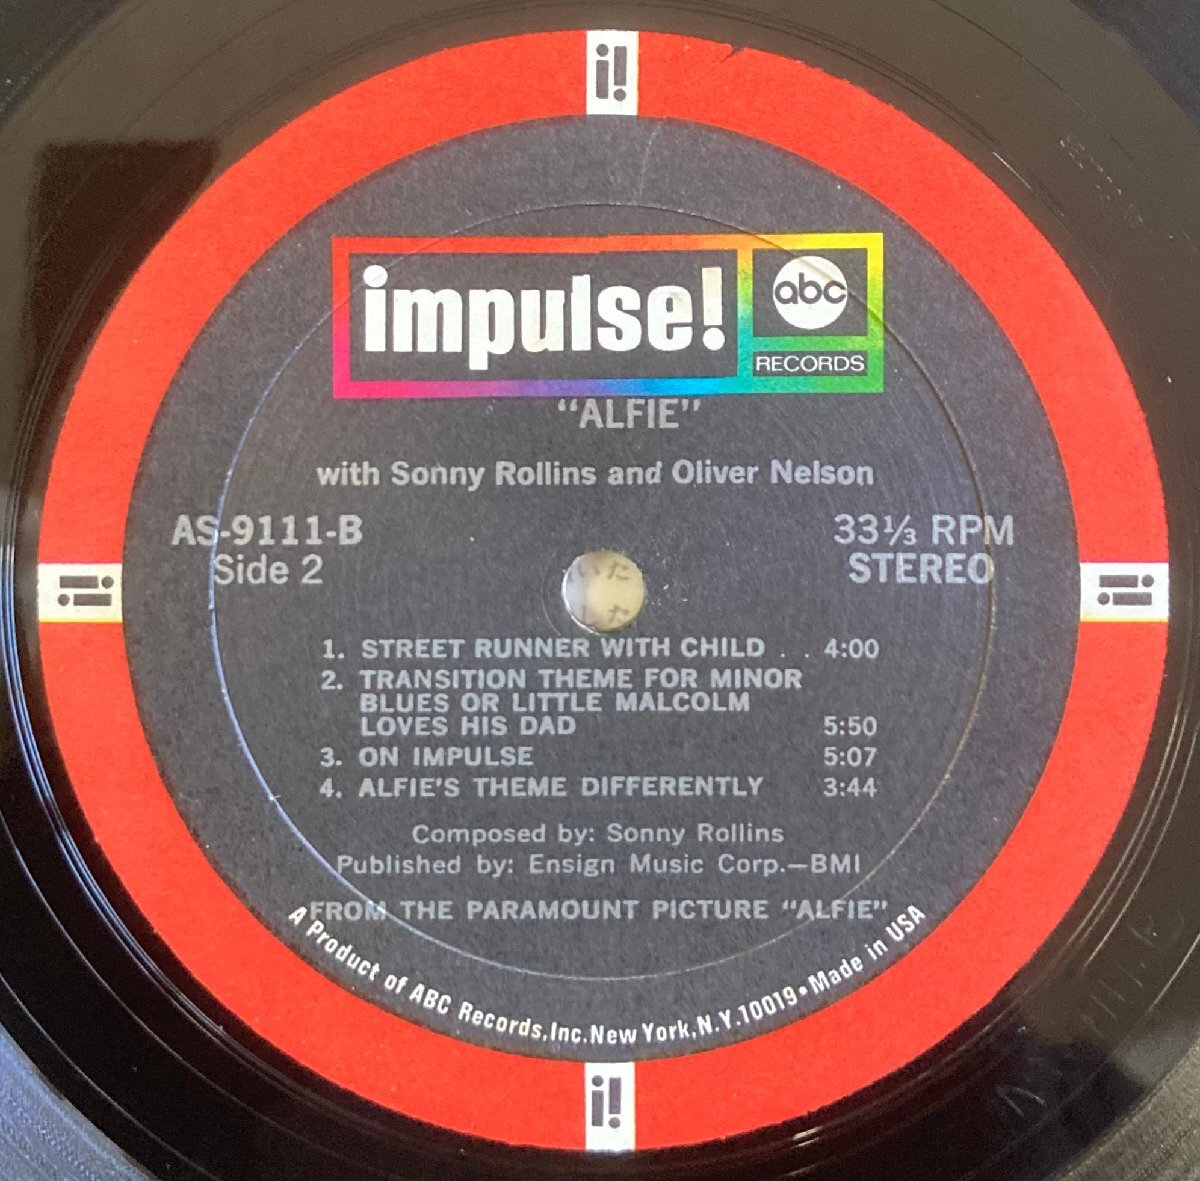 i!
impulse!
abc
RECORDS
"ALFIE"
with Sonny Rollins and Oliver Nelson
AS-9111-B
Side 2
33⅓ RPM
STEREO
1. STREET RUNNER WITH CHILD . . 4:00
2. TRANSITION THEME FOR MINOR
BLUES OR LITTLE MALCOLM
LOVES HIS DAD 5:50
3. ON IMPULSE 5:07
4. ALFIE'S THEME DIFFERENTLY 3:44
Composed by: Sonny Rollins
Published by: Ensign Music Corp.—BMI
FROM THE PARAMOUNT PICTURE "ALFIE"
A Product of ABC Records, Inc. New York, N.Y. 10019 • Made in USA
i!
i!
i!